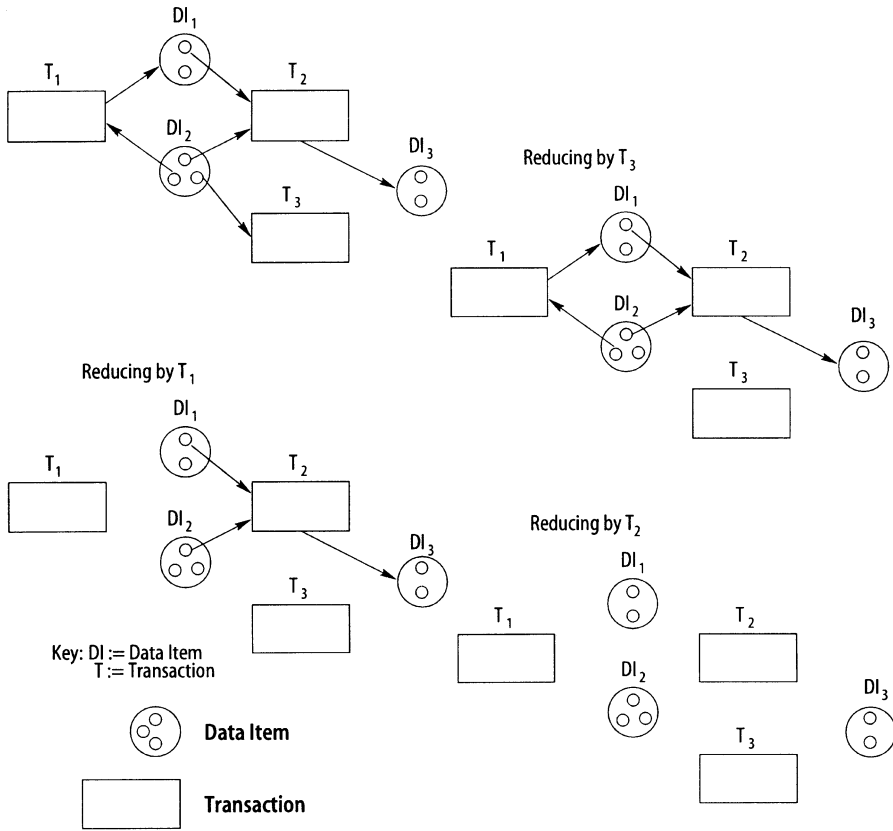 DI1
T1
T2
DI2
DI3
T3
Reducing by T3
DI1
T1
T2
DI2
DI3
T3
Reducing by T1
DI1
T1
T2
DI2
DI3
T3
Key: DI := Data Item
T := Transaction
Data Item
Transaction
Reducing by T2
DI1
T1
T2
DI2
DI3
T3